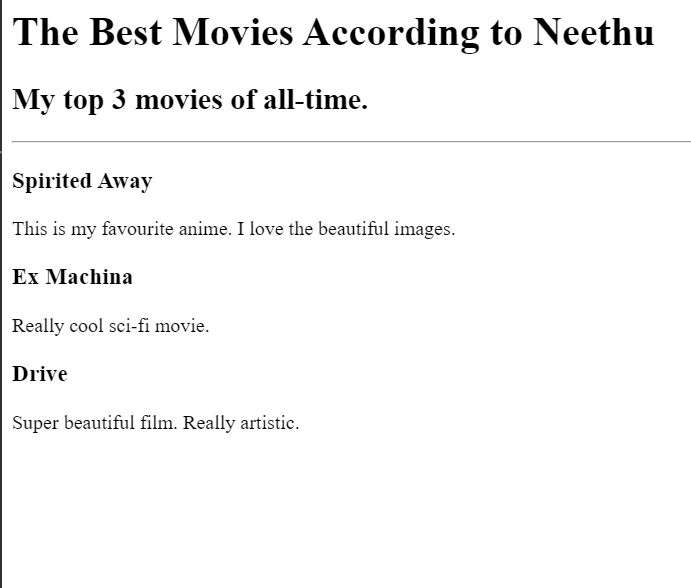 The Best Movies According to Neethu
My top 3 movies of all-time.
Spirited Away
This is my favourite anime. I love the beautiful images.
Ex Machina
Really cool sci-fi movie.
Drive
Super beautiful film. Really artistic.